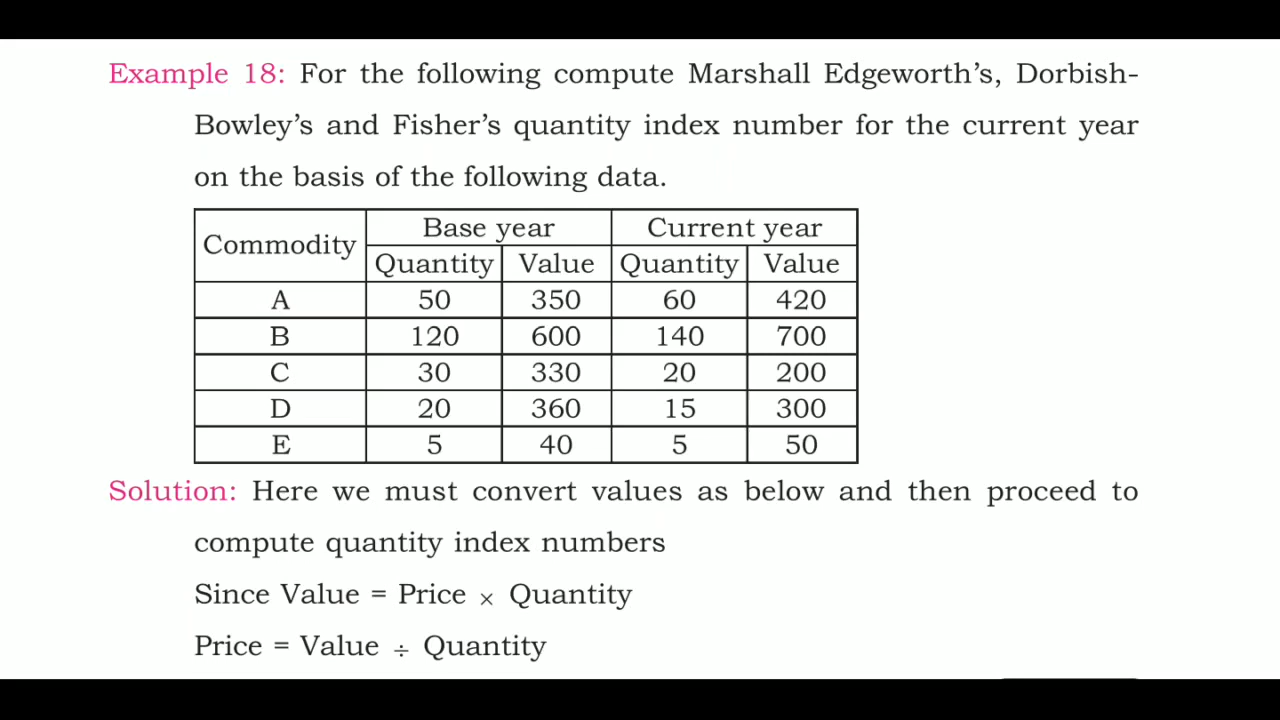 Example 18: For the following compute Marshall Edgeworth's, Dorbish-
Bowley's and Fisher's quantity index number for the current year
on the basis of the following data.
Commodity Base year Current year
Quantity Value Quantity Value
A 50 350 60 420
B 120 600 140 700
C 30 330 20 200
D 20 360 15 300
E 5 40 5 50
Solution: Here we must convert values as below and then proceed to
compute quantity index numbers
Since Value = Price × Quantity
Price = Value ÷ Quantity